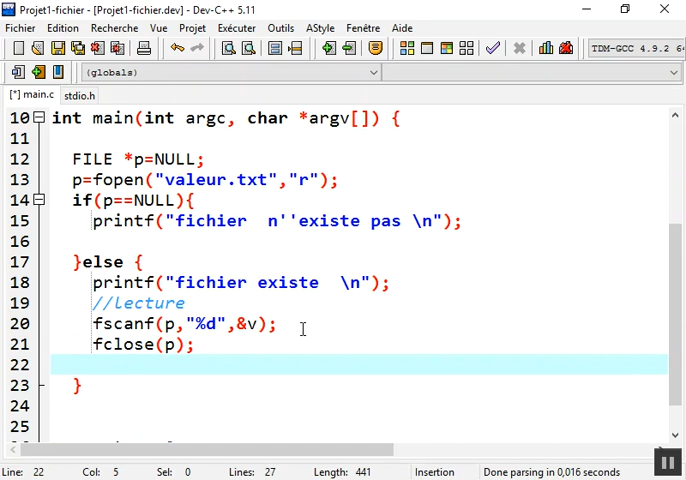 Projet1-fichier - [Projet1-fichier.dev] - Dev-C++ 5.11
Fichier Edition Recherche Vue Projet Exécuter Outils AStyle Fenêtre Aide
TDM-GCC 4.9.2 64
(globals)
[*] main.c stdio.h
10 int main(int argc, char *argv[]) {
11
12 FILE *p=NULL;
13 p=fopen("valeur.txt","r");
14 if(p==NULL){
15 printf("fichier  n''existe pas \n");
16
17 }else {
18 printf("fichier existe  \n");
19 //lecture
20 fscanf(p,"%d",&v);
21 fclose(p);
22
23 }
24
25
Line: 22 Col: 5 Sel: 0 Lines: 27 Length: 441 Insertion Done parsing in 0,016 seconds